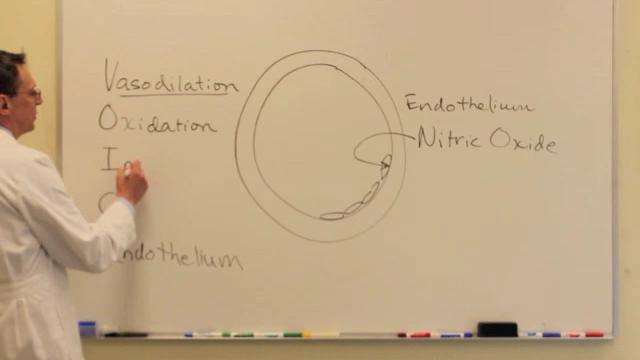 Vasodilation
Oxidation
I
Endothelium
Endothelium
Nitric Oxide